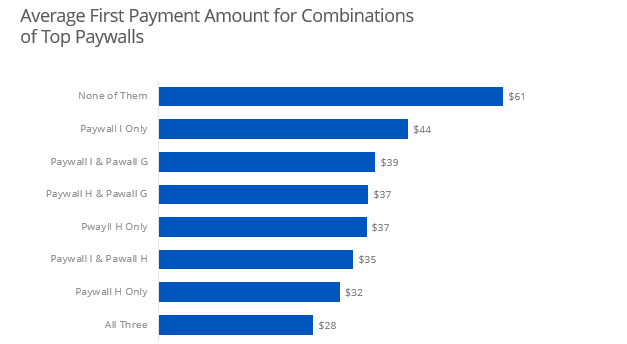 Average First Payment Amount for Combinations
of Top Paywalls
None of Them $61
Paywall I Only $44
Paywall I & Pawall G $39
Paywall H & Pawall G $37
Pwayll H Only $37
Paywall I & Pawall H $35
Paywall H Only $32
All Three $28